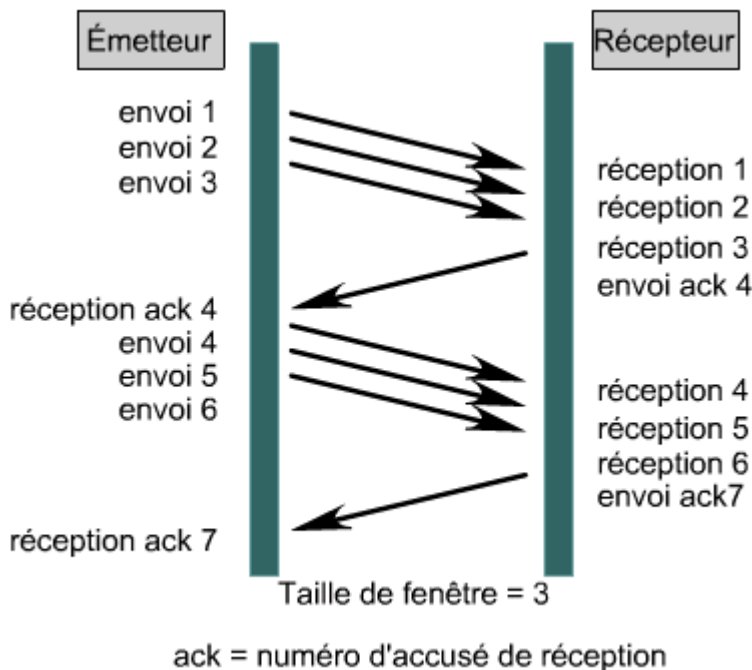 Émetteur
Récepteur
envoi 1
envoi 2
envoi 3
réception 1
réception 2
réception 3
envoi ack 4
réception ack 4
envoi 4
envoi 5
envoi 6
réception 4
réception 5
réception 6
envoi ack7
réception ack 7
Taille de fenêtre = 3
ack = numéro d'accusé de réception